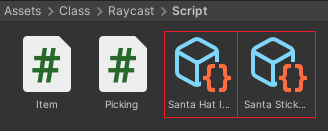 Assets > Class > Raycast > Script
Item
Picking
Santa Hat I...
Santa Stick...